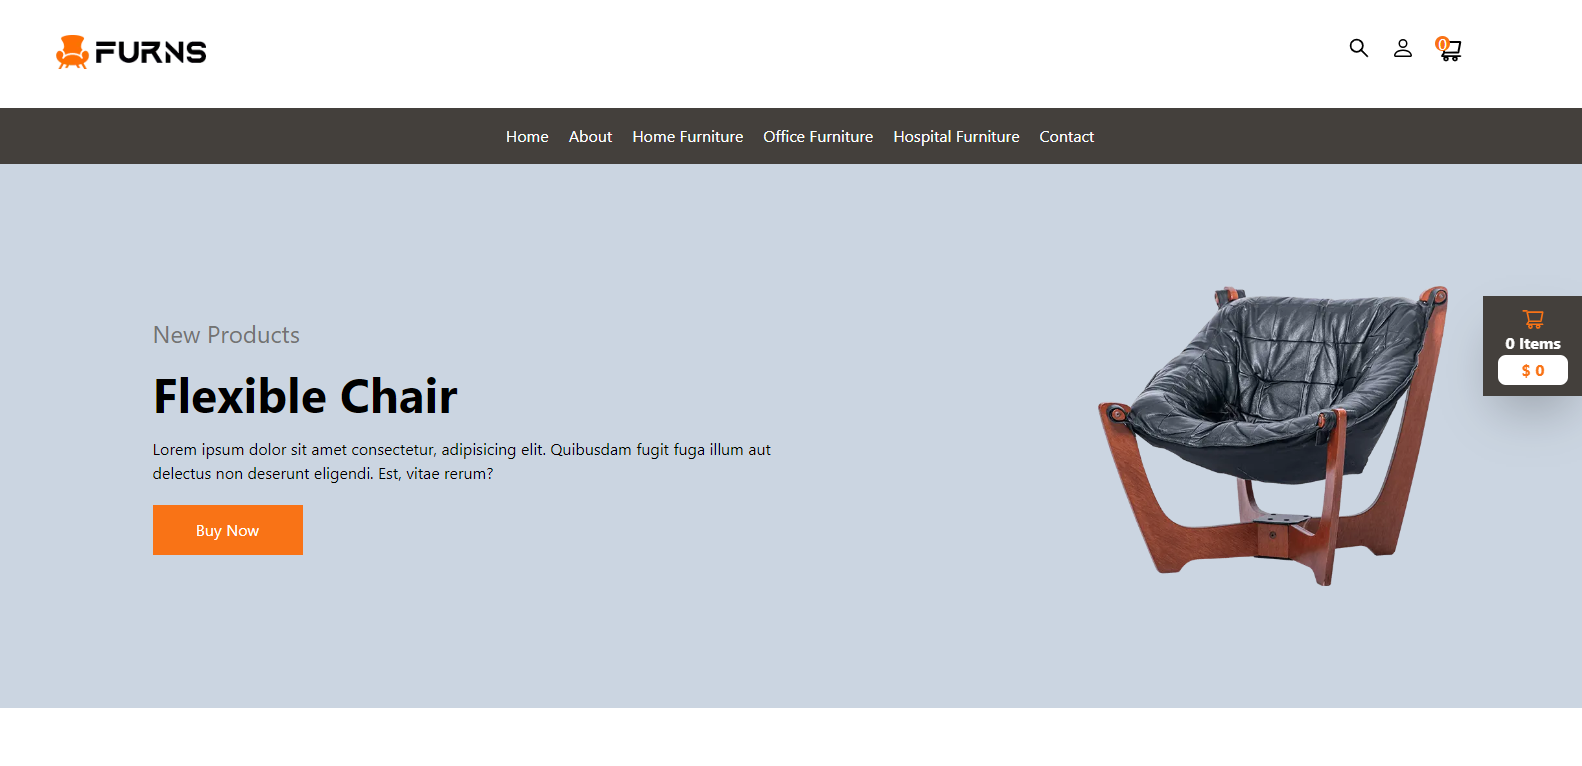 FURNS
0
Home About Home Furniture Office Furniture Hospital Furniture Contact
New Products
Flexible Chair
Lorem ipsum dolor sit amet consectetur, adipisicing elit. Quibusdam fugit fuga illum aut
delectus non deserunt eligendi. Est, vitae rerum?
Buy Now
0 Items
$ 0